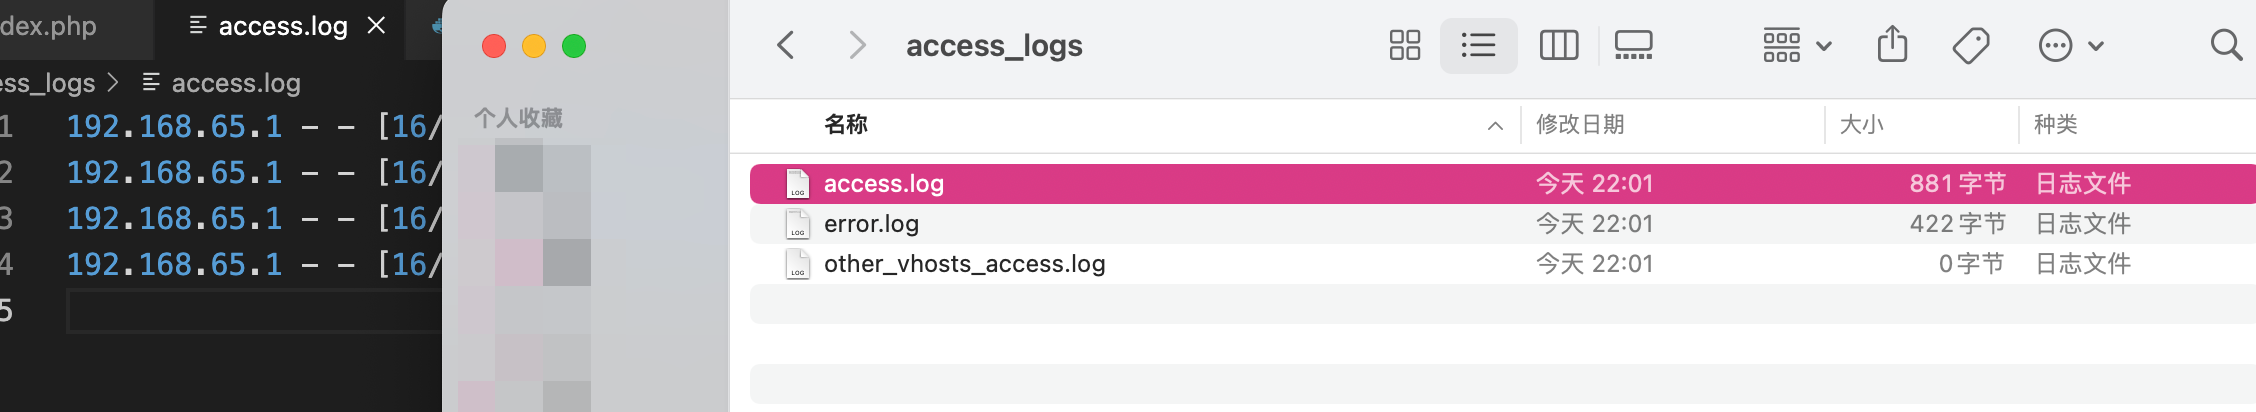 dex.php
access.log
ess_logs > access.log
1 192.168.65.1 - - [16/
2 192.168.65.1 - - [16/
3 192.168.65.1 - - [16/
4 192.168.65.1 - - [16/
5
个人收藏
access_logs
名称 修改日期 大小 种类
LOG access.log 今天 22:01 881 字节 日志文件
LOG error.log 今天 22:01 422 字节 日志文件
LOG other_vhosts_access.log 今天 22:01 0 字节 日志文件